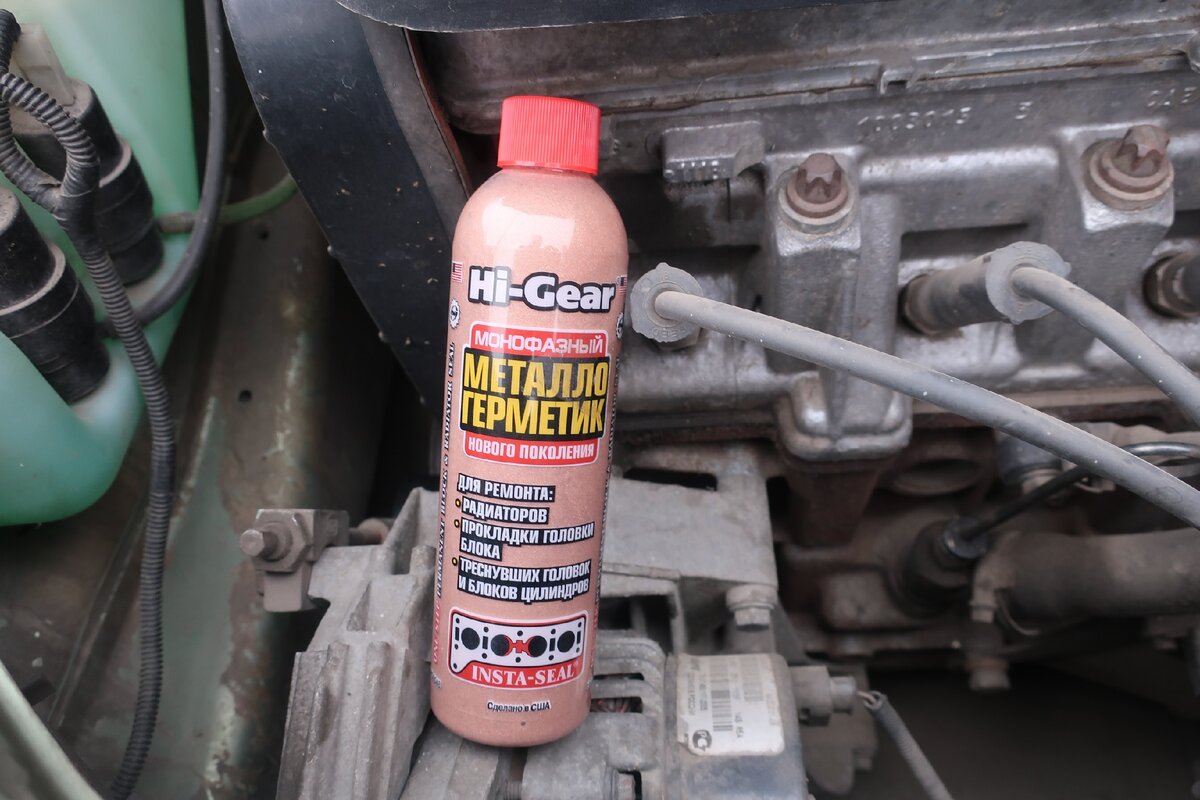 Hi-Gear
МОНОФАЗНЫЙ
МЕТАЛЛО
ГЕРМЕТИК
НОВОГО ПОКОЛЕНИЯ
ДЛЯ РЕМОНТА:
РАДИАТОРОВ
ПРОКЛАДКИ ГОЛОВКИ
БЛОКА
ТРЕСНУВШИХ ГОЛОВОК
И БЛОКОВ ЦИЛИНДРОВ
INSTA-SEAL®
Сделано в США